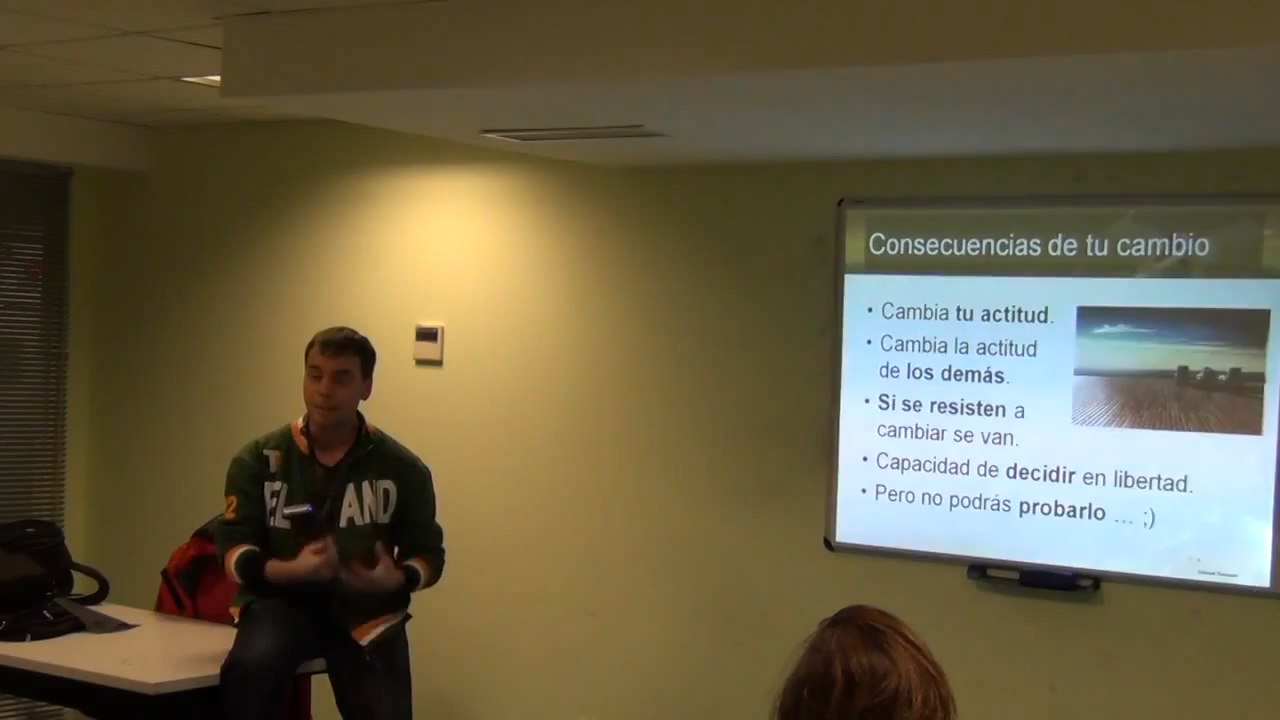 Consecuencias de tu cambio
• Cambia tu actitud.
• Cambia la actitud
de los demás.
• Si se resisten a
cambiar se van.
• Capacidad de decidir en libertad.
• Pero no podrás probarlo ... ;)